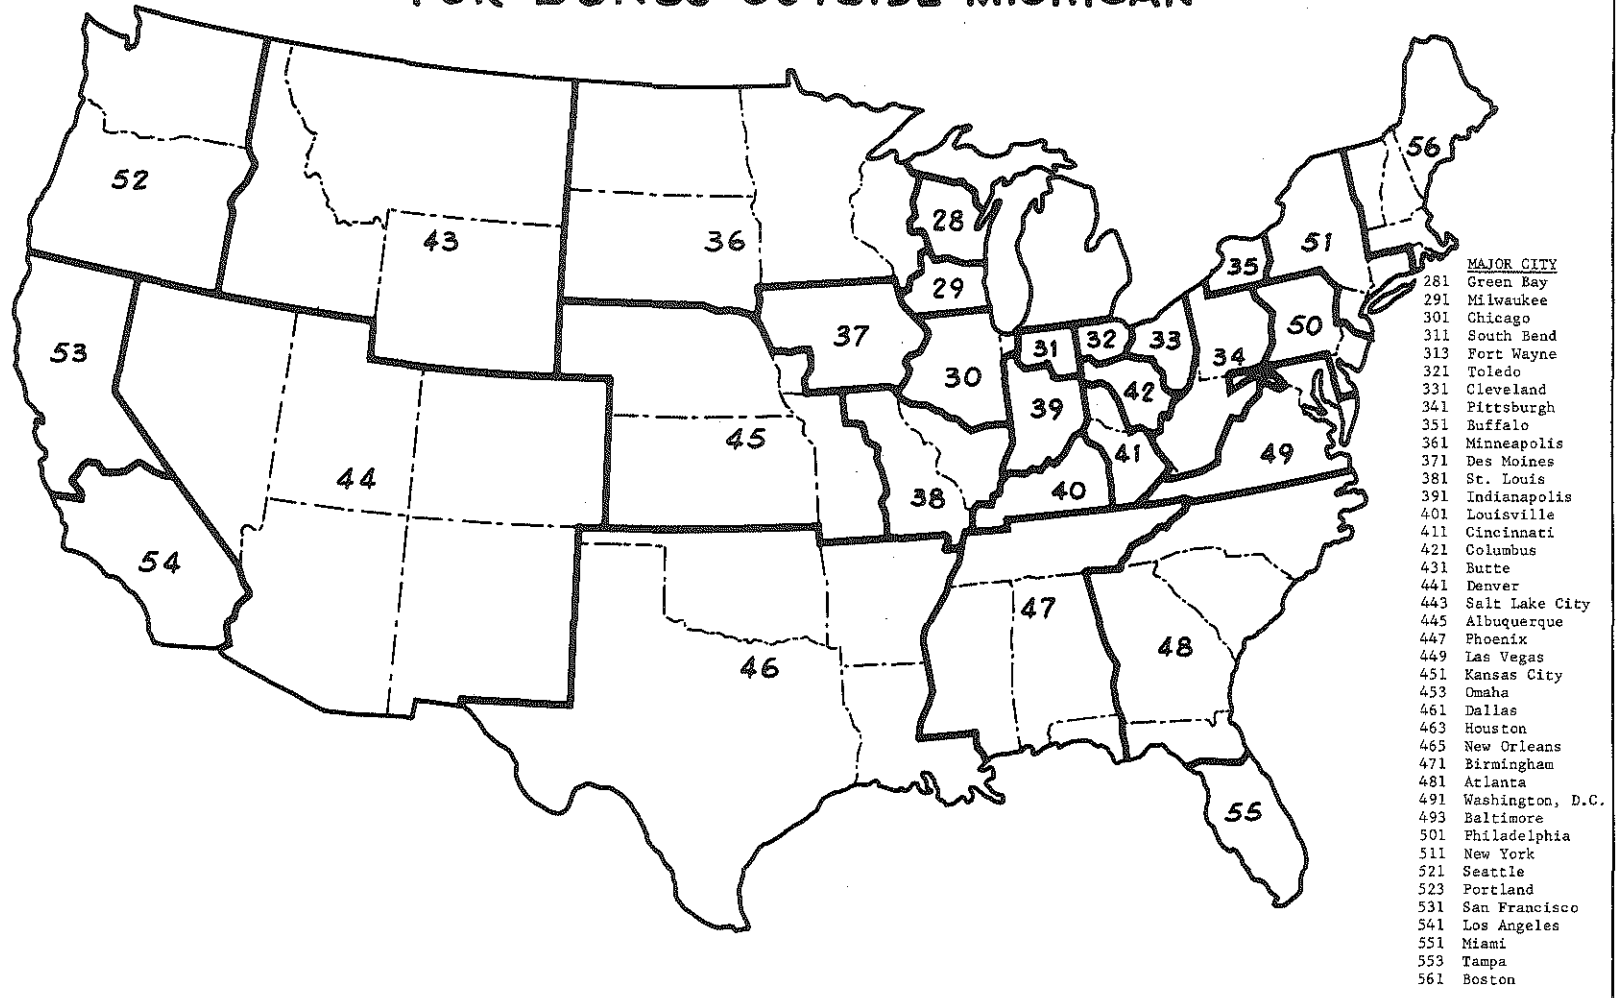 FOR ZONES OUTSIDE MICHIGAN
52
43
36
28
29
56
51
35
53
37
30
31
32
33
34
50
39
42
45
44
41
49
38
40
54
47
48
46
55
MAJOR CITY
281 Green Bay
291 Milwaukee
301 Chicago
311 South Bend
313 Fort Wayne
321 Toledo
331 Cleveland
341 Pittsburgh
351 Buffalo
361 Minneapolis
371 Des Moines
381 St. Louis
391 Indianapolis
401 Louisville
411 Cincinnati
421 Columbus
431 Butte
441 Denver
443 Salt Lake City
445 Albuquerque
447 Phoenix
449 Las Vegas
451 Kansas City
453 Omaha
461 Dallas
463 Houston
465 New Orleans
471 Birmingham
481 Atlanta
491 Washington, D.C.
493 Baltimore
501 Philadelphia
511 New York
521 Seattle
523 Portland
531 San Francisco
541 Los Angeles
551 Miami
553 Tampa
561 Boston